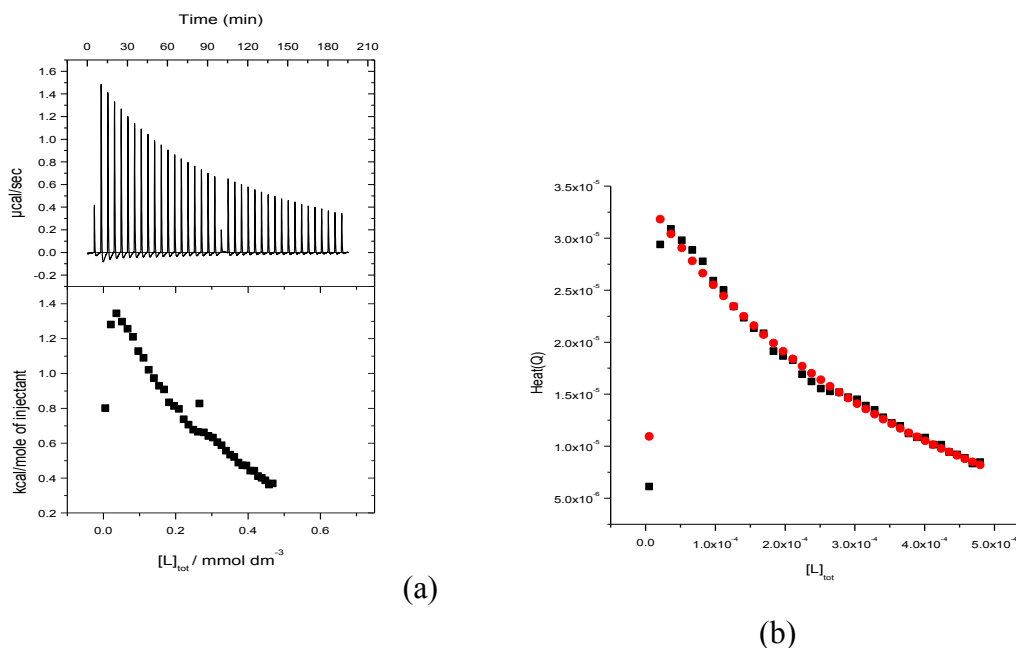 Time (min)
0 30 60 90 120 150 180 210
1.6
1.4
1.2
1.0
0.8
0.6
0.4
0.2
0.0
-0.2
µcal/sec
1.4
1.2
1.0
0.8
0.6
0.4
0.2
kcal/mole of injectant
0.0 0.2 0.4 0.6
[L]tot / mmol dm⁻³
(a)
3.5x10⁻⁵
3.0x10⁻⁵
2.5x10⁻⁵
2.0x10⁻⁵
1.5x10⁻⁵
1.0x10⁻⁵
5.0x10⁻⁶
Heat(Q)
0.0 1.0x10⁻⁴ 2.0x10⁻⁴ 3.0x10⁻⁴ 4.0x10⁻⁴ 5.0x10⁻⁴
[L]tot
(b)